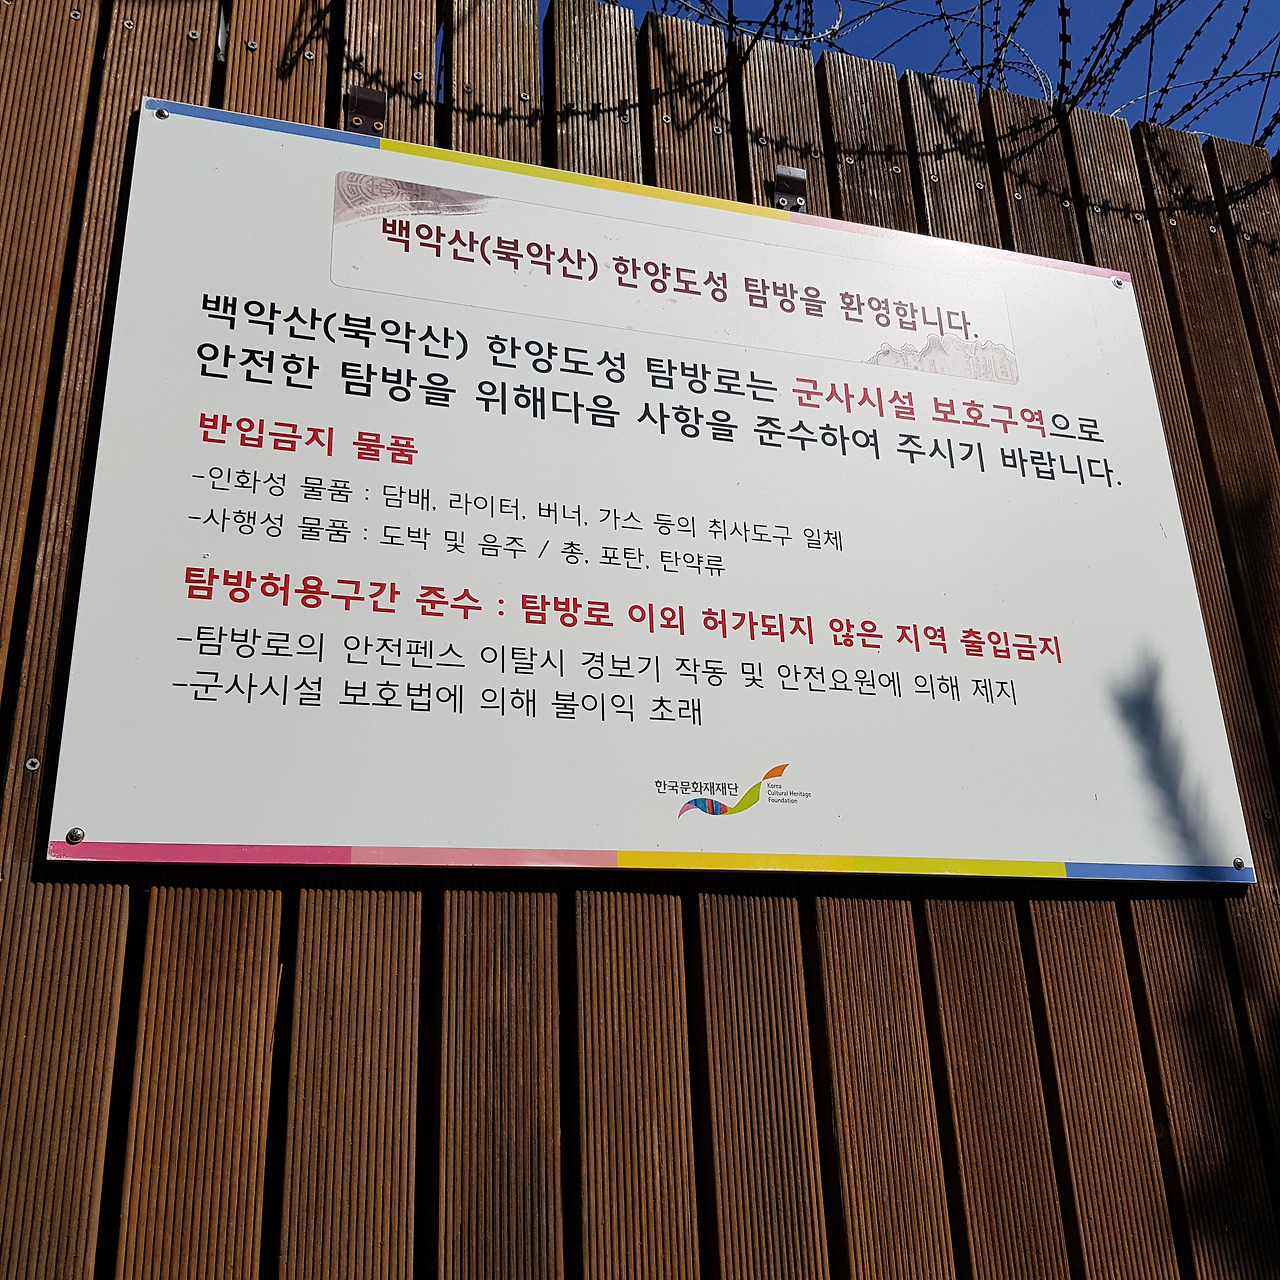 백악산(북악산) 한양도성 탐방을 환영합니다.
백악산(북악산) 한양도성 탐방로는 군사시설 보호구역으로
안전한 탐방을 위해다음 사항을 준수하여 주시기 바랍니다.
반입금지 물품
-인화성 물품 : 담배, 라이터, 버너, 가스 등의 취사도구 일체
-사행성 물품 : 도박 및 음주 / 총, 포탄, 탄약류
탐방허용구간 준수 : 탐방로 이외 허가되지 않은 지역 출입금지
-탐방로의 안전펜스 이탈시 경보기 작동 및 안전요원에 의해 제지
-군사시설 보호법에 의해 불이익 초래
한국문화재재단
Korea
Cultural Heritage
Foundation